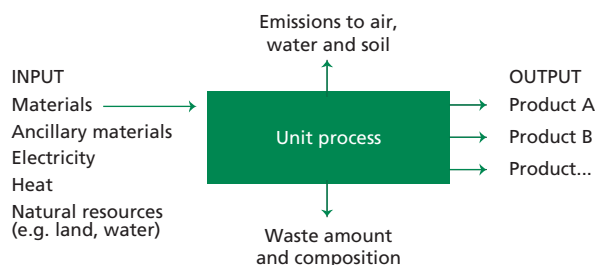 Emissions to air,
water and soil
INPUT
Materials
Ancillary materials
Electricity
Heat
Natural resources
(e.g. land, water)
Unit process
OUTPUT
Product A
Product B
Product...
Waste amount
and composition